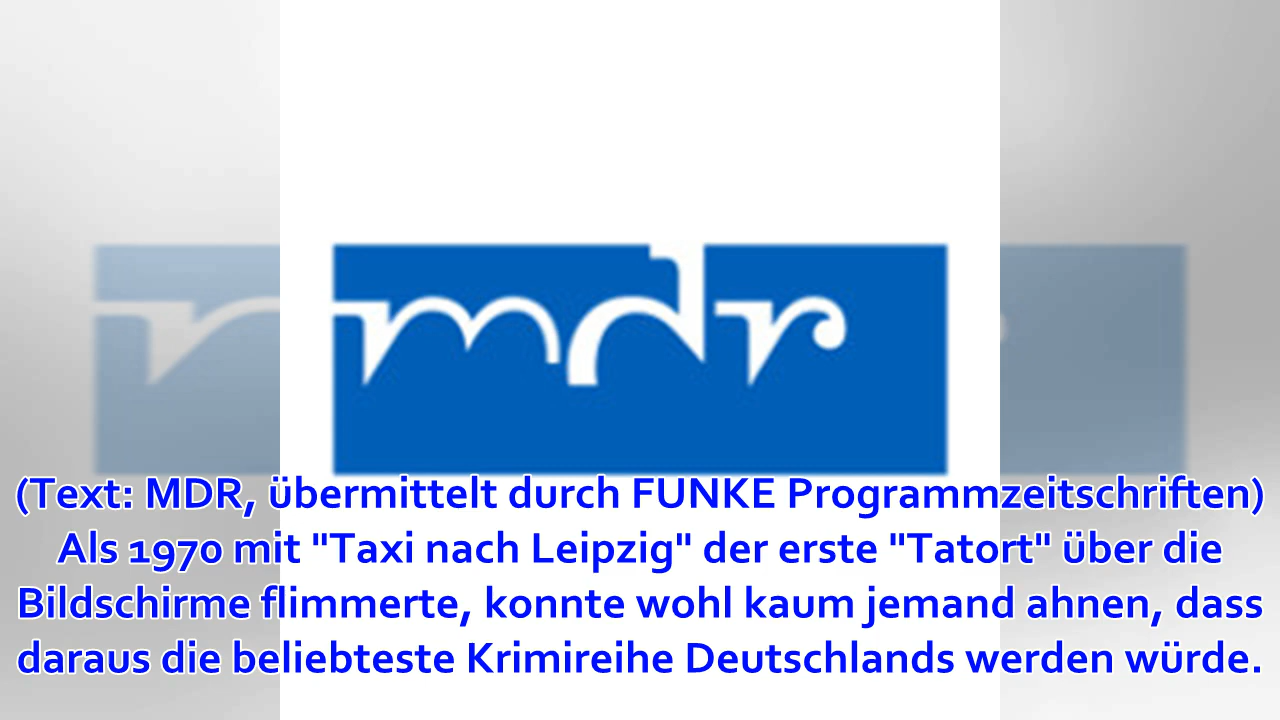 mdr
(Text: MDR, übermittelt durch FUNKE Programmzeitschriften)
Als 1970 mit "Taxi nach Leipzig" der erste "Tatort" über die
Bildschirme flimmerte, konnte wohl kaum jemand ahnen, dass
daraus die beliebteste Krimireihe Deutschlands werden würde.